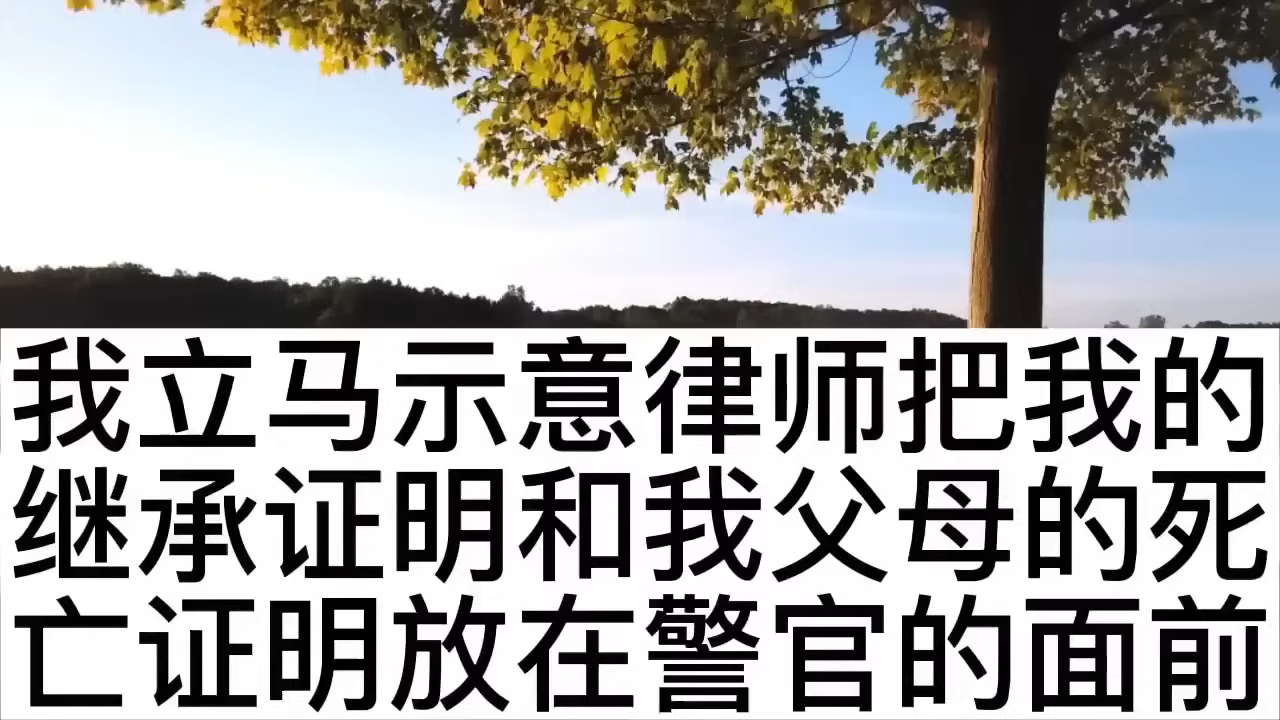 我立马示意律师把我的
继承证明和我父母的死
亡证明放在警官的面前